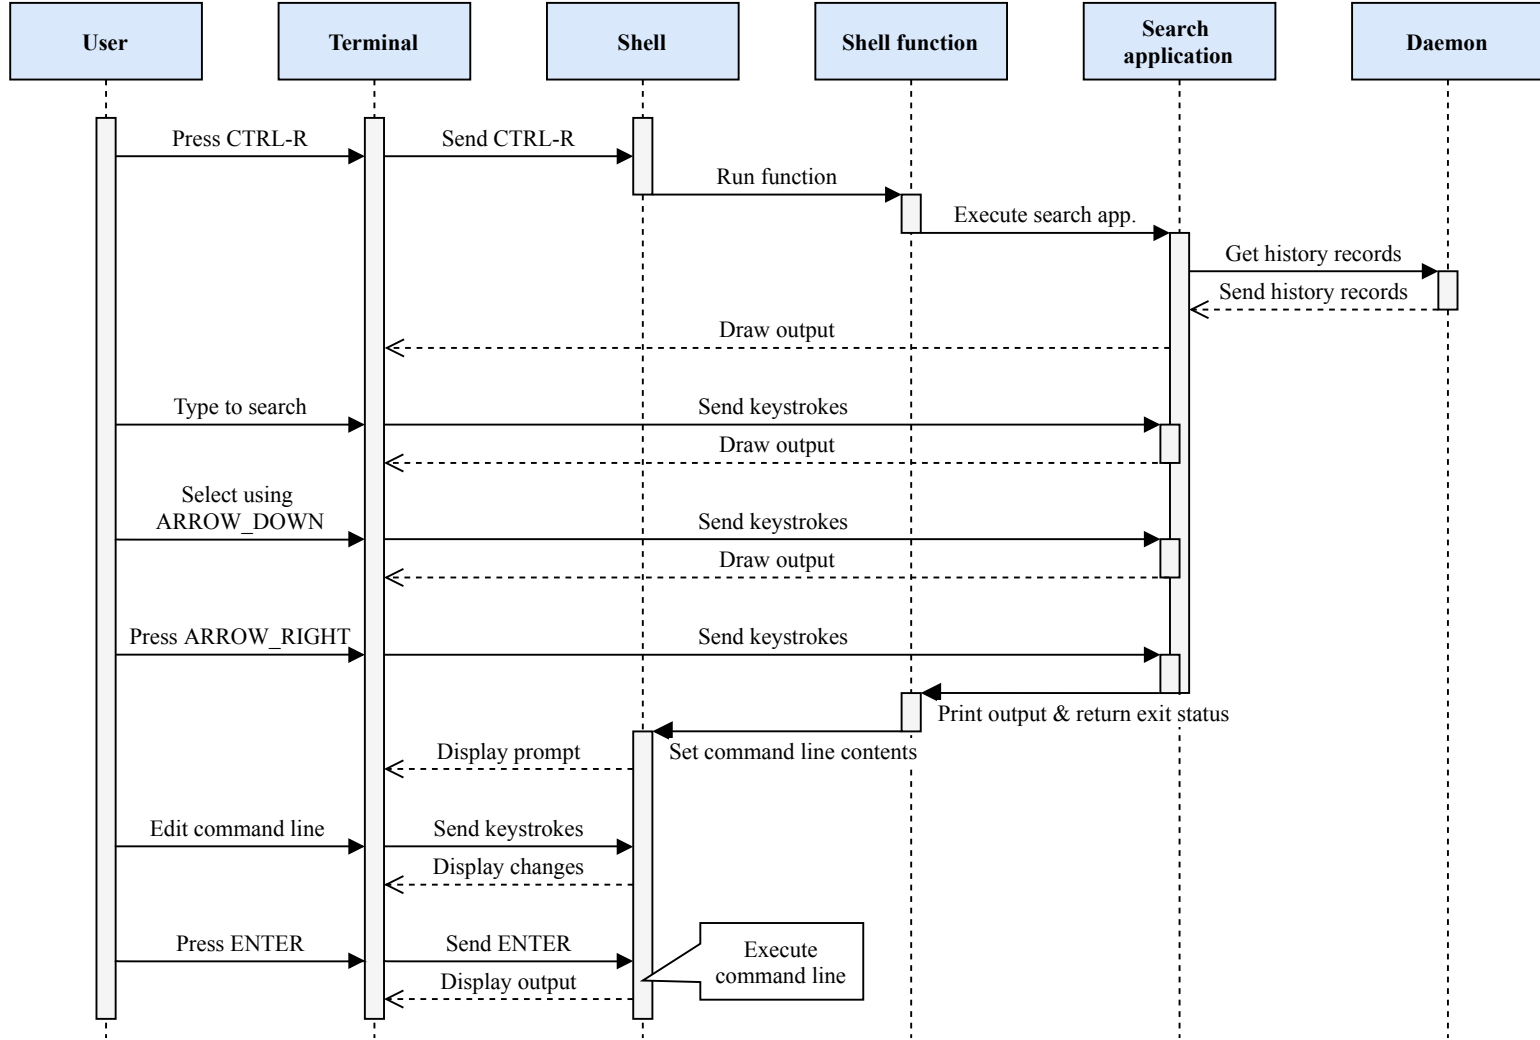 User
Terminal
Shell
Shell function
Search
application
Daemon
Press CTRL-R
Send CTRL-R
Run function
Execute search app.
Get history records
Send history records
Draw output
Type to search
Send keystrokes
Draw output
Select using
ARROW_DOWN
Send keystrokes
Draw output
Press ARROW_RIGHT
Send keystrokes
Print output & return exit status
Set command line contents
Display prompt
Edit command line
Send keystrokes
Display changes
Press ENTER
Send ENTER
Execute
command line
Display output